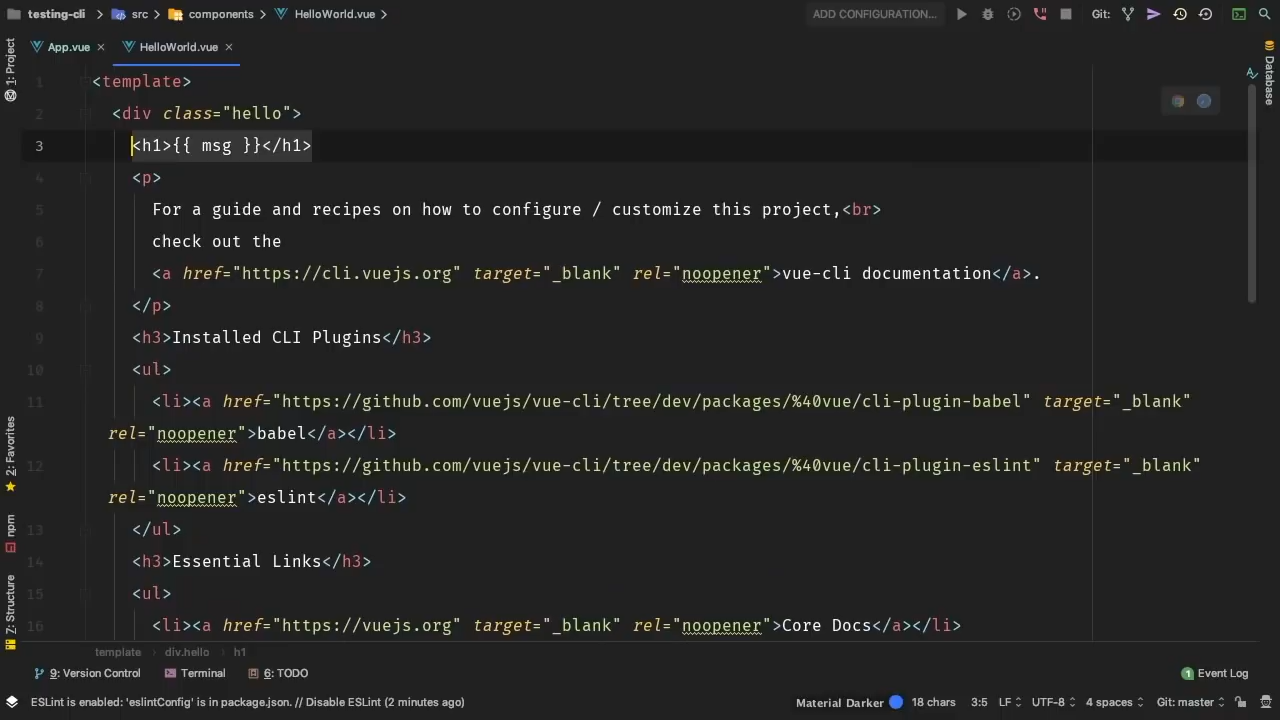 testing-cli
src
components
HelloWorld.vue
ADD CONFIGURATION...
Git:
App.vue
HelloWorld.vue
1: Project
2: Favorites
npm
7: Structure
Database
1 <template>
2 <div class="hello">
3 <h1>{{ msg }}</h1>
4 <p>
5 For a guide and recipes on how to configure / customize this project,<br>
6 check out the
7 <a href="https://cli.vuejs.org" target="_blank" rel="noopener">vue-cli documentation</a>.
8 </p>
9 <h3>Installed CLI Plugins</h3>
10 <ul>
11 <li><a href="https://github.com/vuejs/vue-cli/tree/dev/packages/%40vue/cli-plugin-babel" target="_blank"
rel="noopener">babel</a></li>
12 <li><a href="https://github.com/vuejs/vue-cli/tree/dev/packages/%40vue/cli-plugin-eslint" target="_blank"
rel="noopener">eslint</a></li>
13 </ul>
14 <h3>Essential Links</h3>
15 <ul>
16 <li><a href="https://vuejs.org" target="_blank" rel="noopener">Core Docs</a></li>
template div.hello h1
9: Version Control Terminal 6: TODO 1 Event Log
ESLint is enabled: 'eslintConfig' is in package.json. // Disable ESLint (2 minutes ago) Material Darker 18 chars 3:5 LF UTF-8 4 spaces Git: master